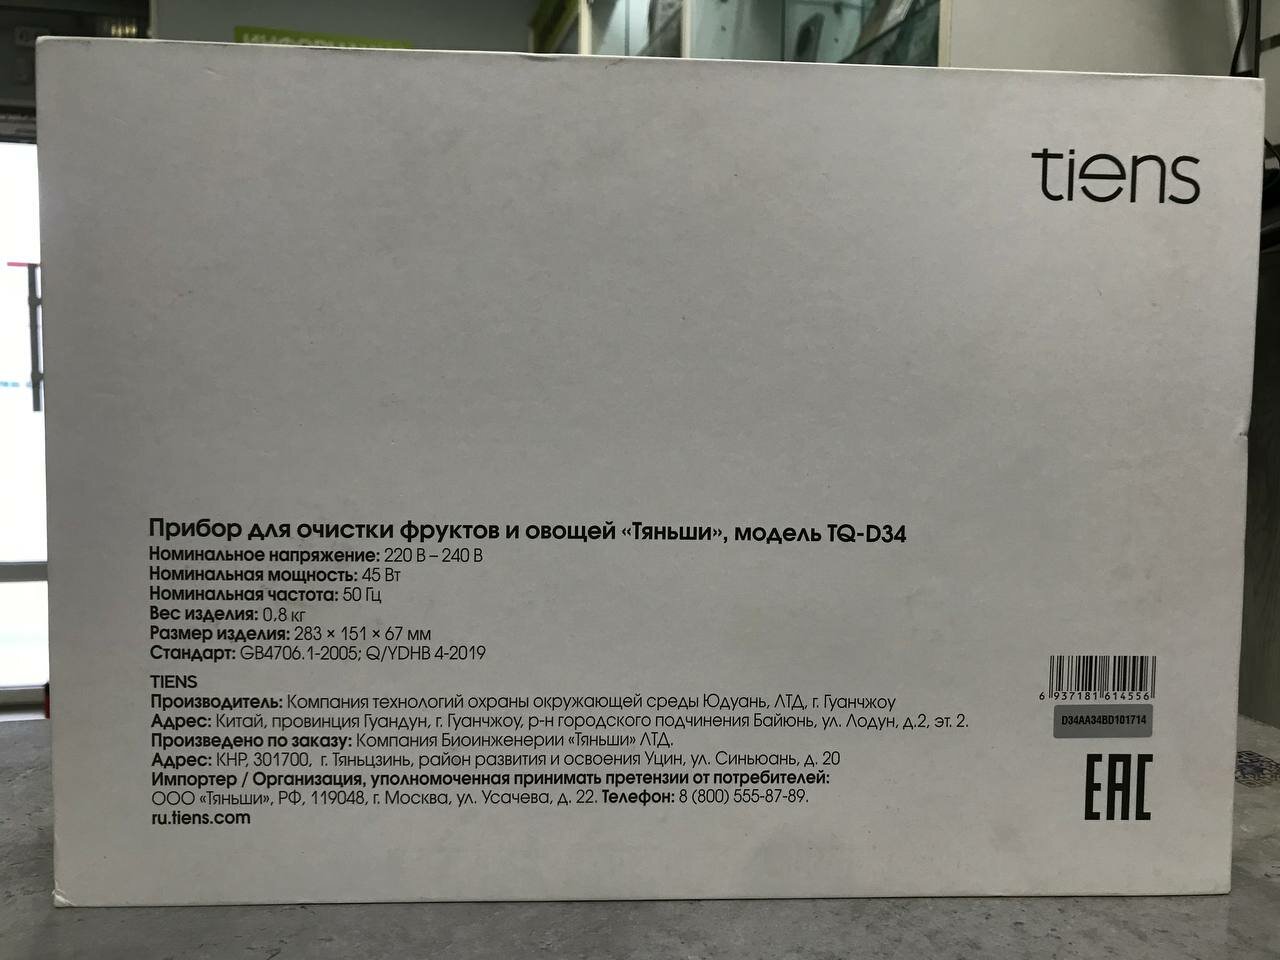 tiens
Прибор для очистки фруктов и овощей «Тяньши», модель TQ-D34
Номинальное напряжение: 220 В – 240 В
Номинальная мощность: 45 Вт
Номинальная частота: 50 Гц
Вес изделия: 0,8 кг
Размер изделия: 283 × 151 × 67 мм
Стандарт: GB4706.1-2005; Q/YDHB 4-2019
TIENS
Производитель: Компания технологий охраны окружающей среды Юдуань, ЛТД, г. Гуанчжоу
Адрес: Китай, провинция Гуандун, г. Гуанчжоу, р-н городского подчинения Байюнь, ул. Лодун, д.2, эт. 2.
Произведено по заказу: Компания Биоинженерии «Тяньши» ЛТД,
Адрес: КНР, 301700, г. Тяньцзинь, район развития и освоения Уцин, ул. Синьюань, д. 20
Импортер / Организация, уполномоченная принимать претензии от потребителей:
ООО «Тяньши», РФ, 119048, г. Москва, ул. Усачева, д. 22. Телефон: 8 (800) 555-87-89.
ru.tiens.com
6 937181 614556
D34AA34BD101714
EAC